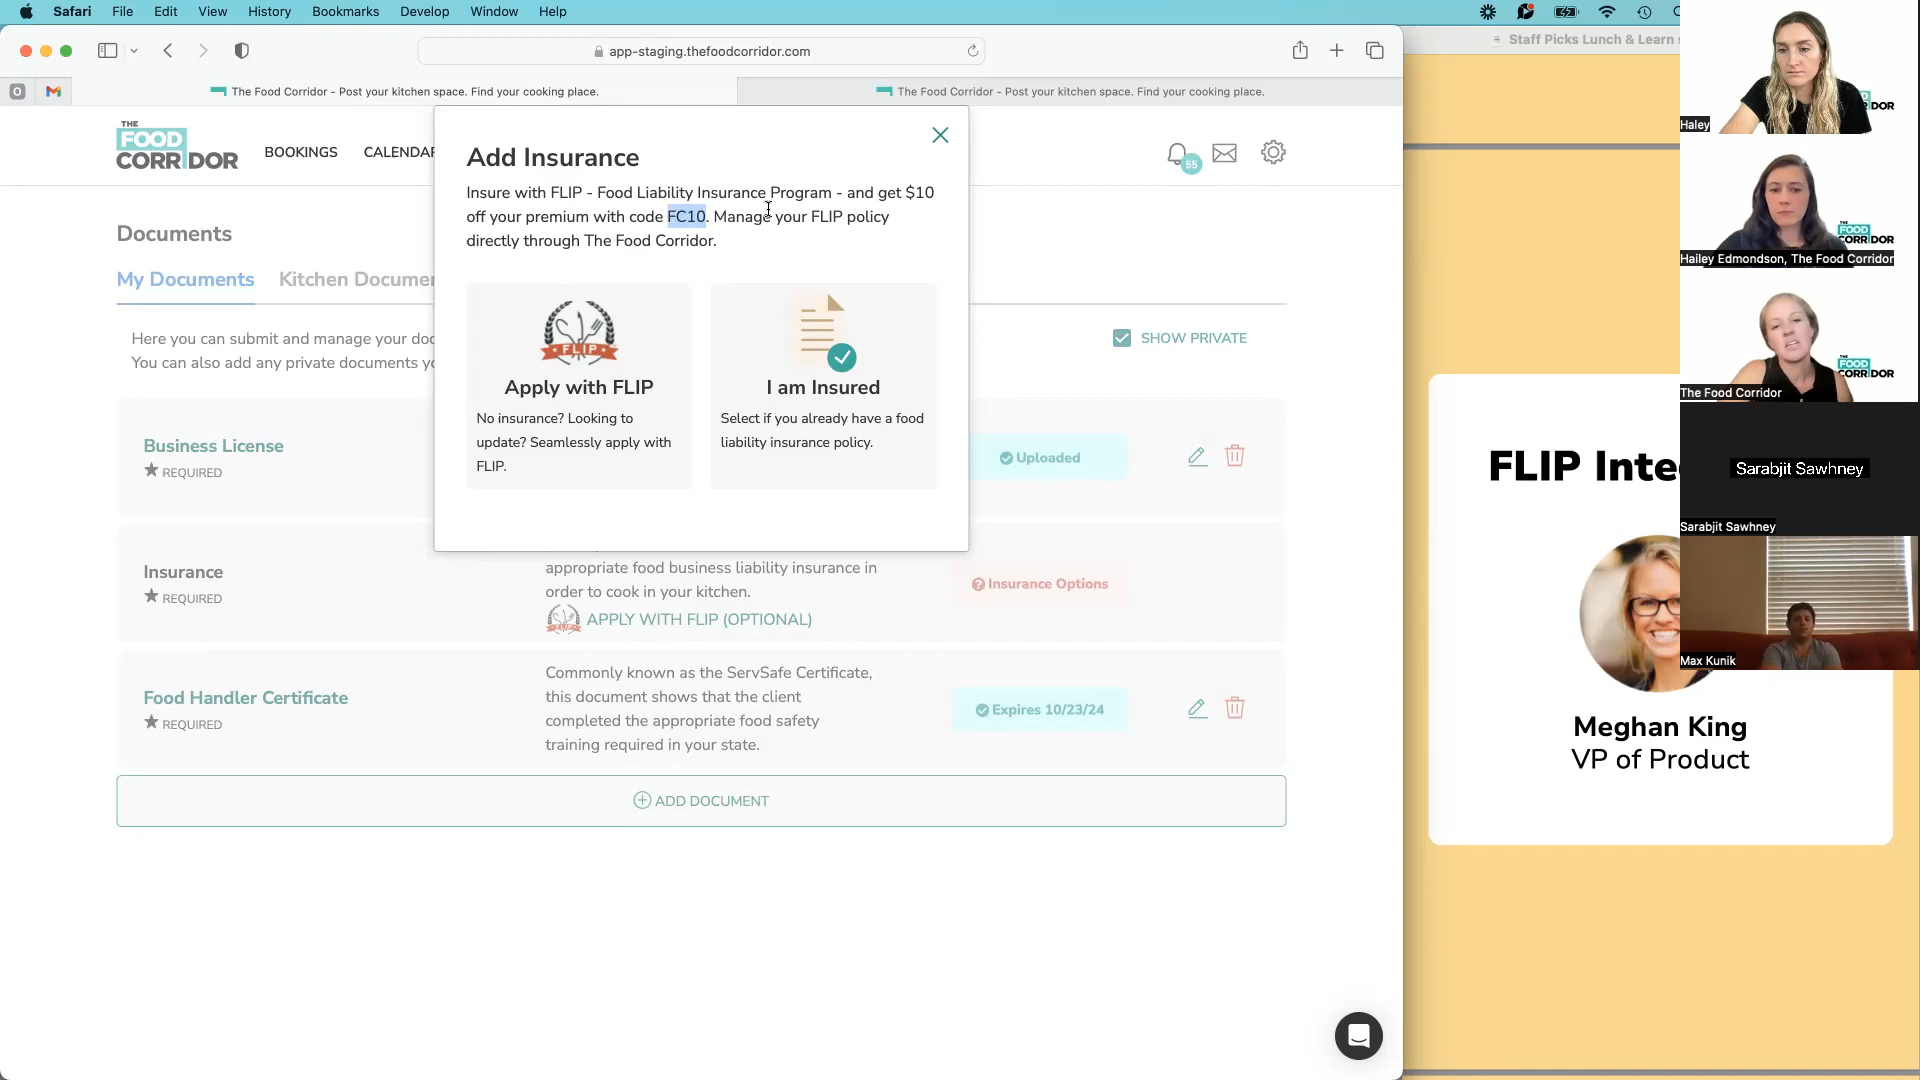 Safari File Edit View History Bookmarks Develop Window Help
app-staging.thefoodcorridor.com
Staff Picks Lunch & Learn
The Food Corridor - Post your kitchen space. Find your cooking place.
The Food Corridor - Post your kitchen space. Find your cooking place.
THE
FOOD
CORRIDOR
BOOKINGS
CALENDAR
55
Add Insurance
Insure with FLIP - Food Liability Insurance Program - and get $10
off your premium with code FC10. Manage your FLIP policy
directly through The Food Corridor.
FLIP
Apply with FLIP
No insurance? Looking to
update? Seamlessly apply with
FLIP.
I am Insured
Select if you already have a food
liability insurance policy.
Documents
My Documents
Kitchen Documen
Here you can submit and manage your doc
You can also add any private documents yo
SHOW PRIVATE
Business License
REQUIRED
Uploaded
Insurance
REQUIRED
appropriate food business liability insurance in
order to cook in your kitchen.
APPLY WITH FLIP (OPTIONAL)
Insurance Options
Food Handler Certificate
REQUIRED
Commonly known as the ServSafe Certificate,
this document shows that the client
completed the appropriate food safety
training required in your state.
Expires 10/23/24
ADD DOCUMENT
FLIP Inte
Meghan King
VP of Product
Haley
Hailey Edmondson, The Food Corridor
The Food Corridor
Sarabjit Sawhney
Sarabjit Sawhney
Max Kunik